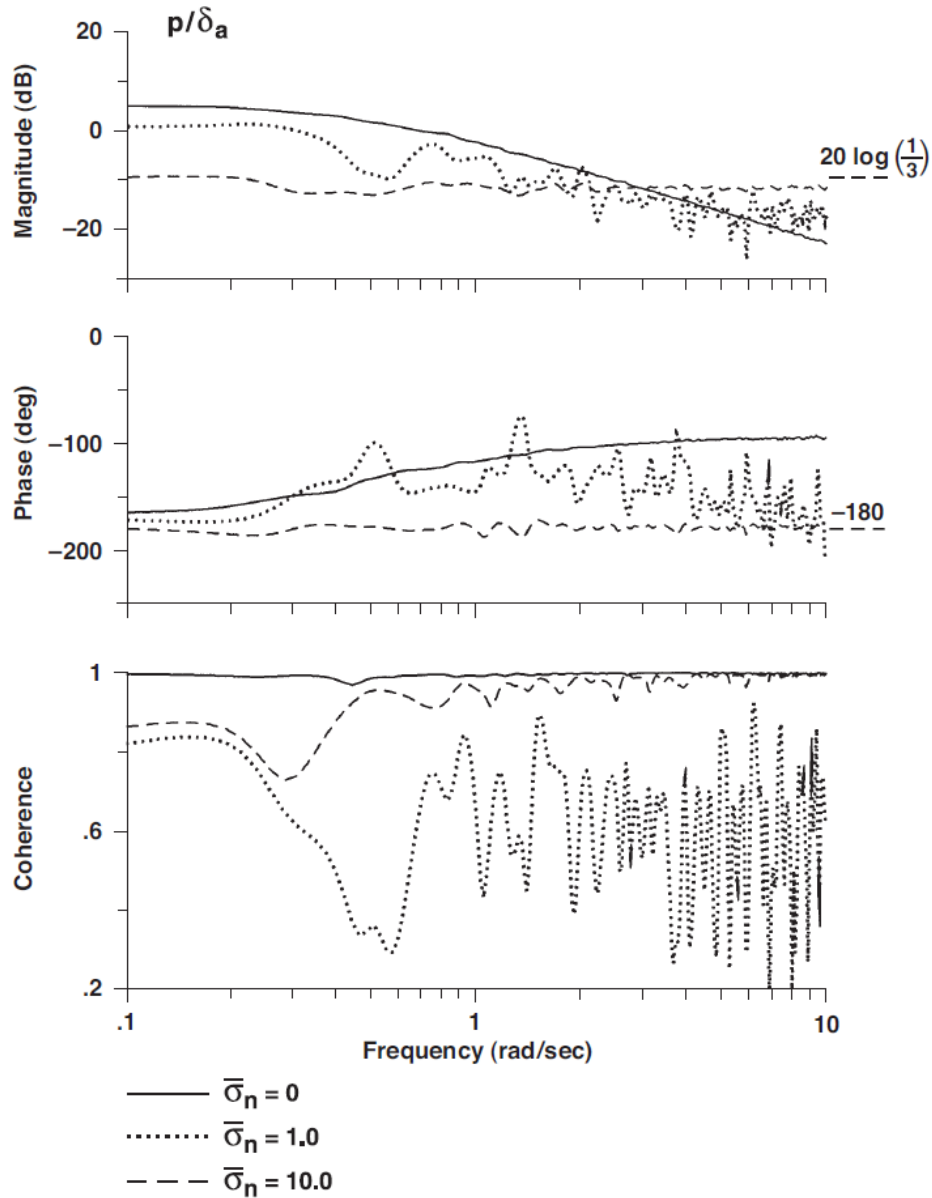 p/δa
Magnitude (dB)
20
0
−20
20 log (1/3)
Phase (deg)
0
−100
−200
−180
Coherence
1
.6
.2
.1
1
10
Frequency (rad/sec)
σ̅n = 0
σ̅n = 1.0
σ̅n = 10.0